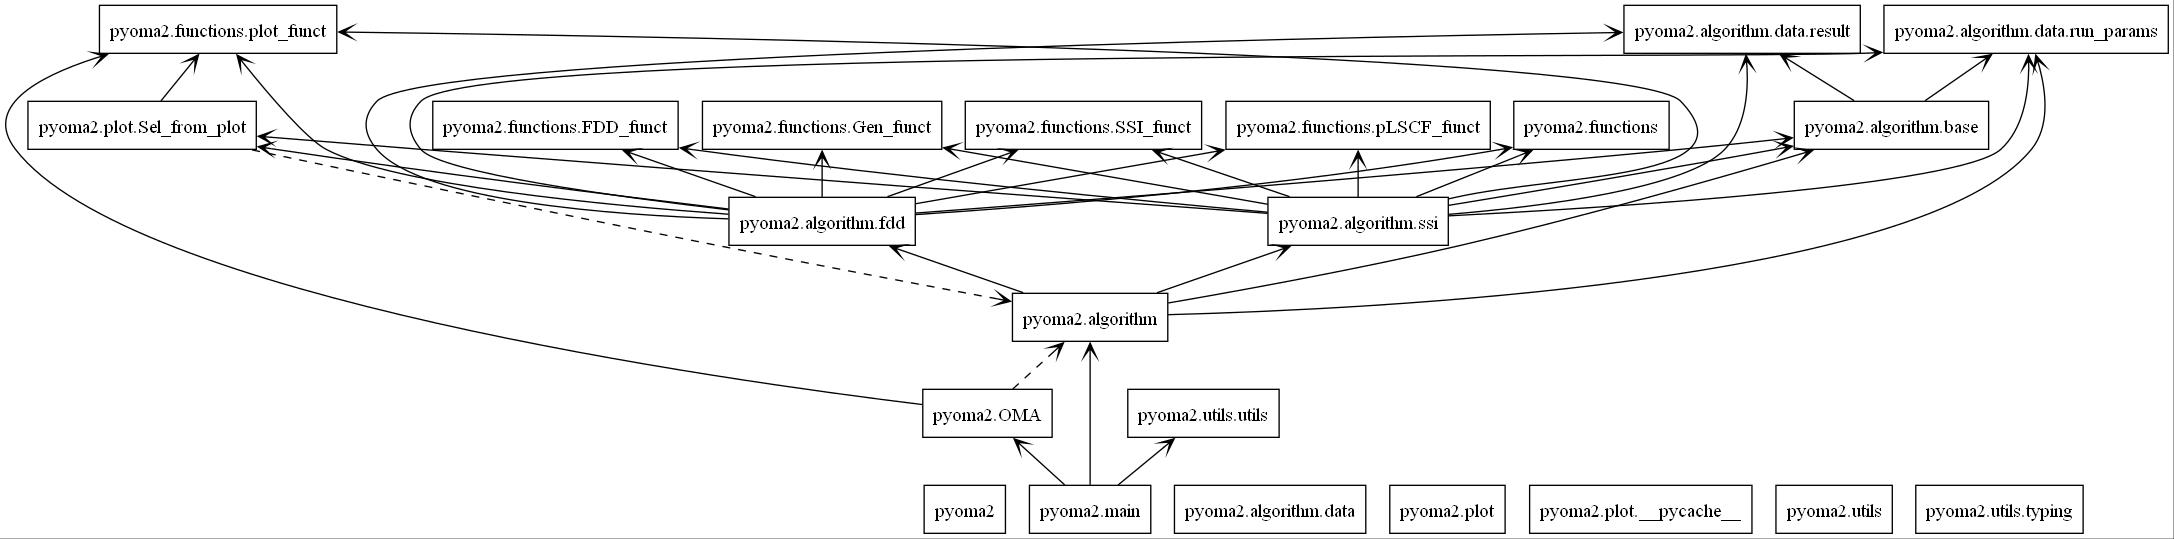 pyoma2.functions.plot_funct
pyoma2.algorithm.data.result
pyoma2.algorithm.data.run_params
pyoma2.plot.Sel_from_plot
pyoma2.functions.FDD_funct
pyoma2.functions.Gen_funct
pyoma2.functions.SSI_funct
pyoma2.functions.pLSCF_funct
pyoma2.functions
pyoma2.algorithm.base
pyoma2.algorithm.fdd
pyoma2.algorithm.ssi
pyoma2.algorithm
pyoma2.OMA
pyoma2.utils.utils
pyoma2
pyoma2.main
pyoma2.algorithm.data
pyoma2.plot
pyoma2.plot.__pycache__
pyoma2.utils
pyoma2.utils.typing